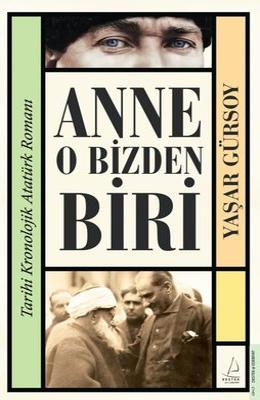 ANNE
O BİZDEN
BİRİ
Tarihi Kronolojik Atatürk Romanı
YAŞAR GÜRSOY
DESTEK